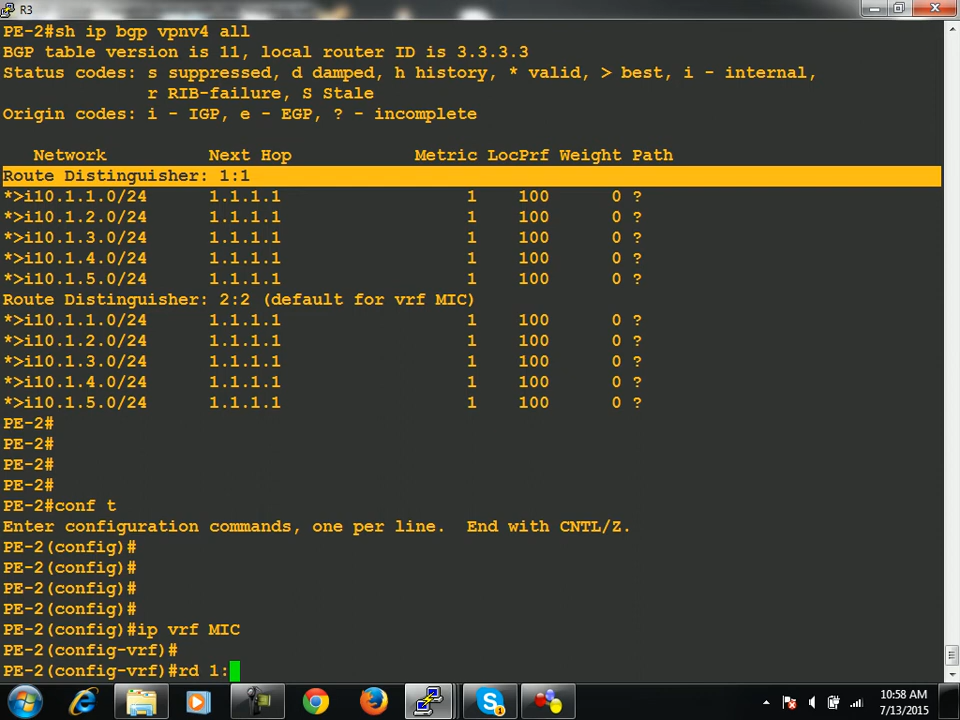 R3
PE-2#sh ip bgp vpnv4 all
BGP table version is 11, local router ID is 3.3.3.3
Status codes: s suppressed, d damped, h history, * valid, > best, i - internal,
              r RIB-failure, S Stale
Origin codes: i - IGP, e - EGP, ? - incomplete
   Network          Next Hop            Metric LocPrf Weight Path
Route Distinguisher: 1:1
*>i10.1.1.0/24      1.1.1.1                  1    100      0 ?
*>i10.1.2.0/24      1.1.1.1                  1    100      0 ?
*>i10.1.3.0/24      1.1.1.1                  1    100      0 ?
*>i10.1.4.0/24      1.1.1.1                  1    100      0 ?
*>i10.1.5.0/24      1.1.1.1                  1    100      0 ?
Route Distinguisher: 2:2 (default for vrf MIC)
*>i10.1.1.0/24      1.1.1.1                  1    100      0 ?
*>i10.1.2.0/24      1.1.1.1                  1    100      0 ?
*>i10.1.3.0/24      1.1.1.1                  1    100      0 ?
*>i10.1.4.0/24      1.1.1.1                  1    100      0 ?
*>i10.1.5.0/24      1.1.1.1                  1    100      0 ?
PE-2#
PE-2#
PE-2#
PE-2#
PE-2#conf t
Enter configuration commands, one per line.  End with CNTL/Z.
PE-2(config)#
PE-2(config)#
PE-2(config)#
PE-2(config)#
PE-2(config)#ip vrf MIC
PE-2(config-vrf)#
PE-2(config-vrf)#rd 1:
10:58 AM
7/13/2015